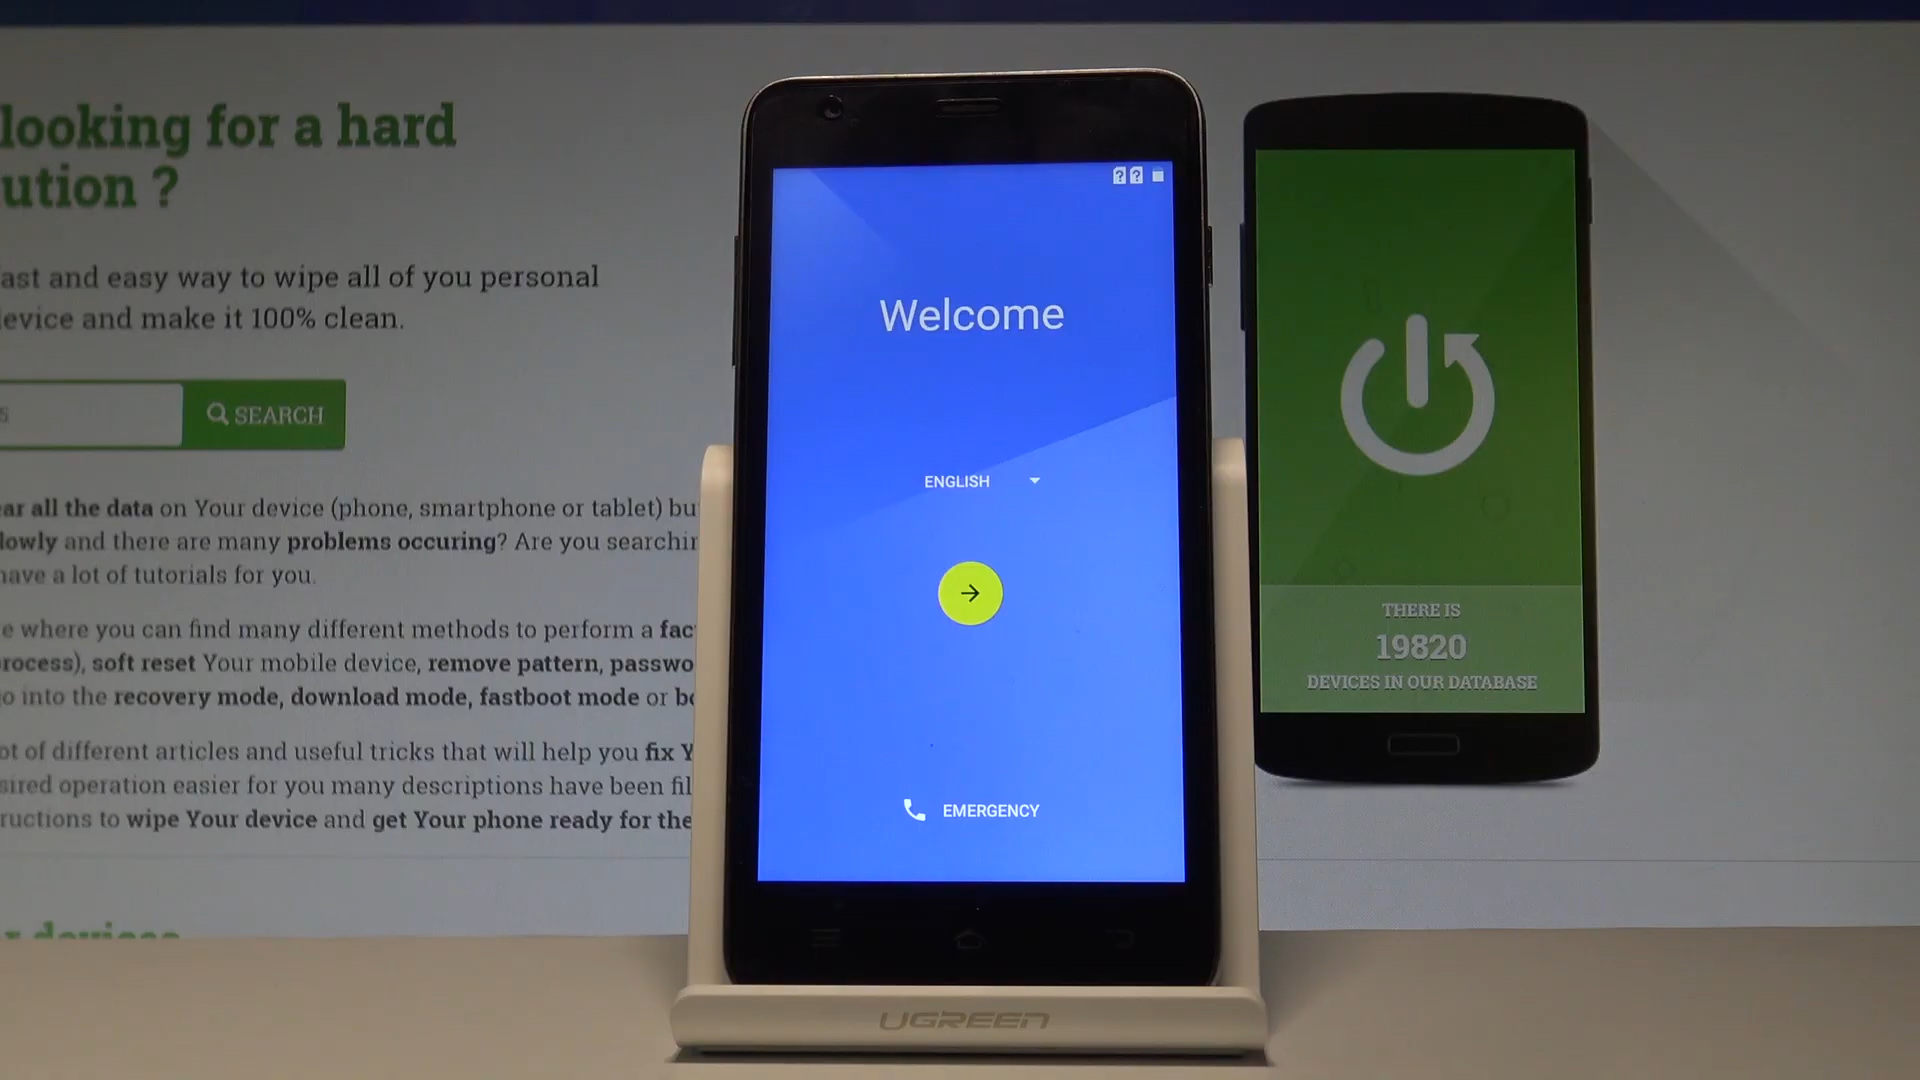 looking for a hard
ution ?
ast and easy way to wipe all of you personal
evice and make it 100% clean.
5
SEARCH
ar all the data on Your device (phone, smartphone or tablet) bu
lowly and there are many problems occuring? Are you searchin
have a lot of tutorials for you.
e where you can find many different methods to perform a fac
rocess), soft reset Your mobile device, remove pattern, passwo
o into the recovery mode, download mode, fastboot mode or
ot of different articles and useful tricks that will help you fix Y
sired operation easier for you many descriptions have been fil
ructions to wipe Your device and get Your phone ready for the
Welcome
ENGLISH
EMERGENCY
UGREEN
THERE IS
19820
DEVICES IN OUR DATABASE